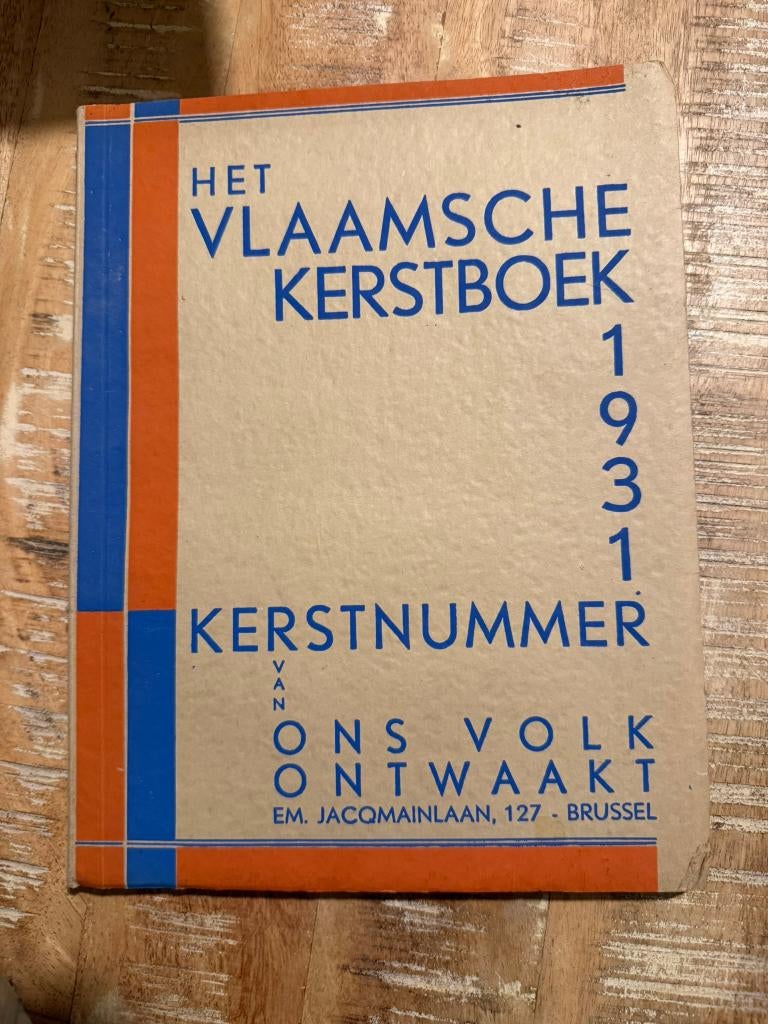 HET
VLAAMSCHE
KERSTBOEK
1
9
3
1
KERSTNUMMER
VAN
ONS VOLK
ONTWAAKT
EM. JACQMAINLAAN, 127 - BRUSSEL